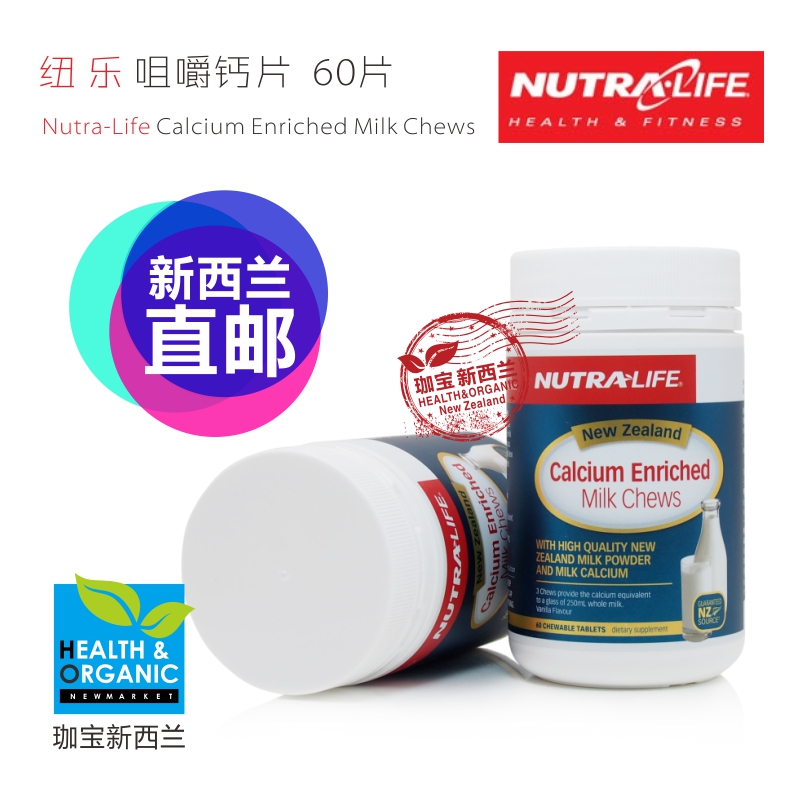 纽乐 咀嚼钙片 60片
Nutra-Life Calcium Enriched Milk Chews
NUTRA-LIFE
HEALTH & FITNESS
新西兰
直邮
珈宝新西兰
HEALTH&ORGANIC
New Zealand
NUTRA-LIFE
New Zealand
Calcium Enriched
Milk Chews
WITH HIGH QUALITY NEW
ZEALAND MILK POWDER
AND MILK CALCIUM
3 Chews provide the calcium equivalent
to a glass of 250mL whole milk.
Vanilla Flavour
60 CHEWABLE TABLETS dietary supplement
GUARANTEED
NZ
SOURCE
NUTRA-LIFE
New Zealand
Calcium Enriched
Milk Chews
HEALTH &
ORGANIC
NEWMARKET
珈宝新西兰